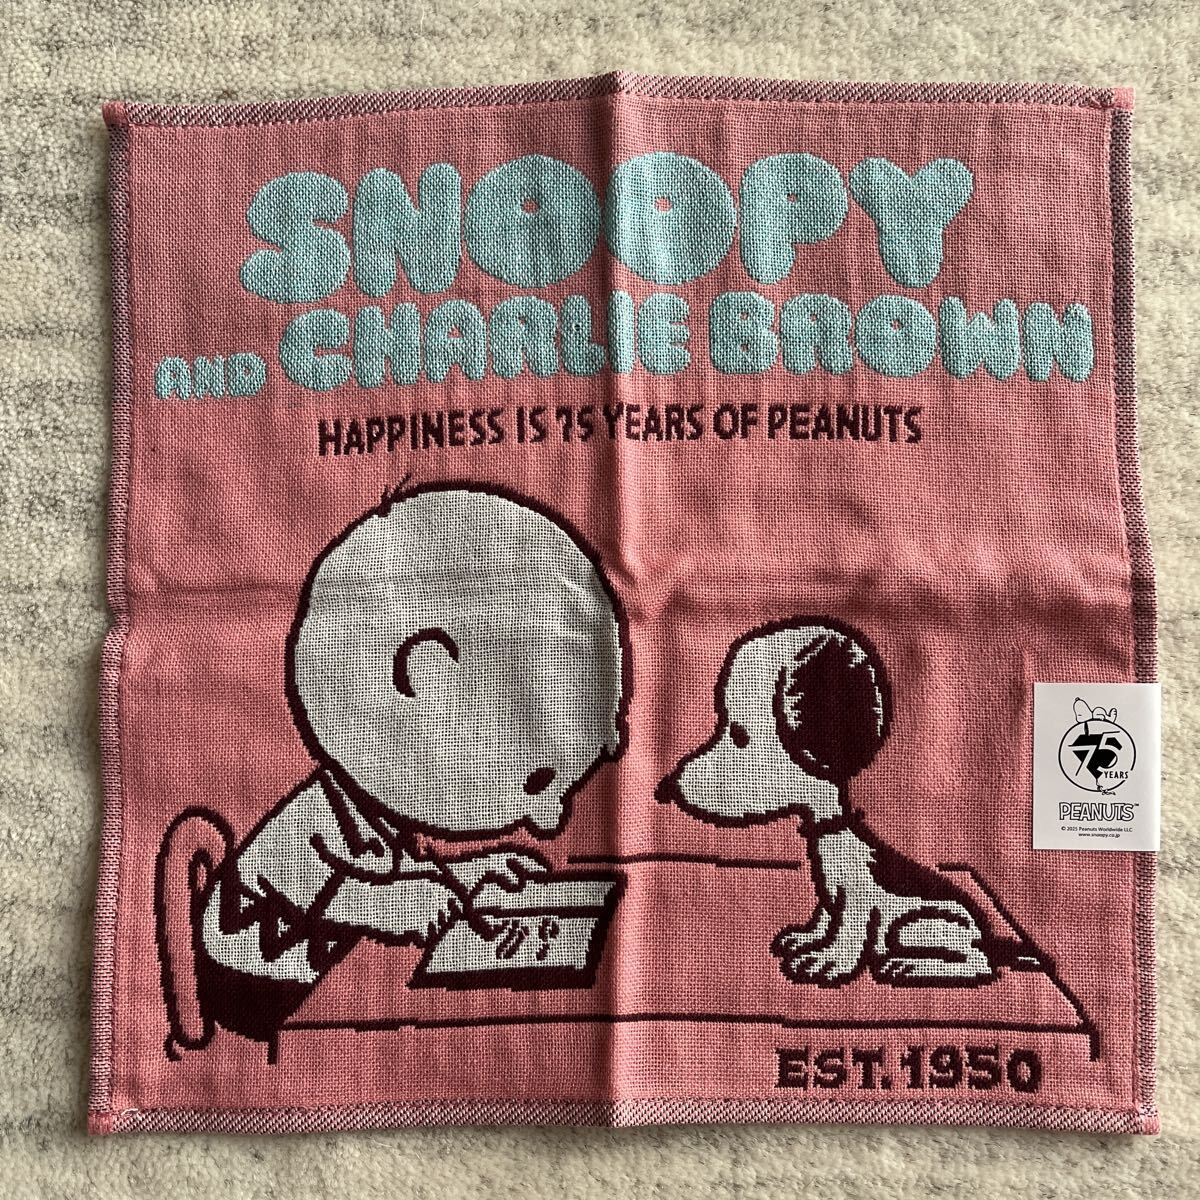 SNOOPY
AND CHARLIE BROWN
HAPPINESS IS 75 YEARS OF PEANUTS
75
YEARS
PEANUTS™
© 2025 Peanuts Worldwide LLC
www.snoopy.co.jp
EST. 1950